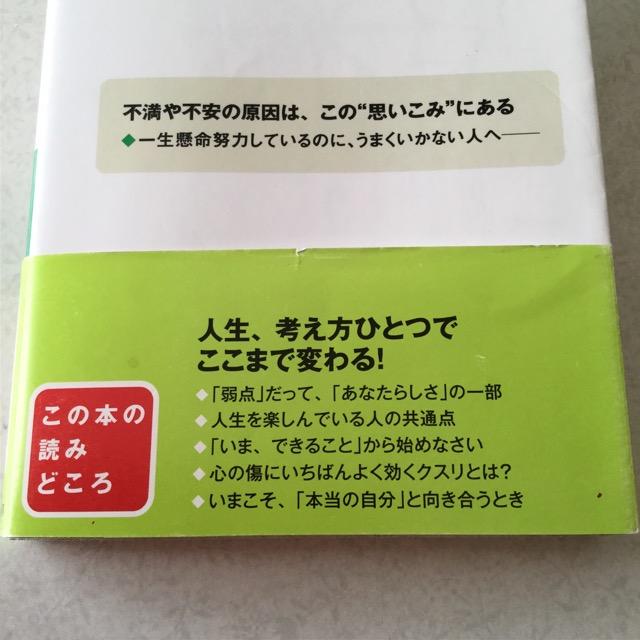 不満や不安の原因は、この“思いこみ”にある
◆一生懸命努力しているのに、うまくいかない人へ――
人生、考え方ひとつで
ここまで変わる!
◆「弱点」だって、「あなたらしさ」の一部
◆人生を楽しんでいる人の共通点
◆「いま、できること」から始めなさい
◆心の傷にいちばんよく効くクスリとは?
◆いまこそ、「本当の自分」と向き合うとき
この本の
読み
どころ